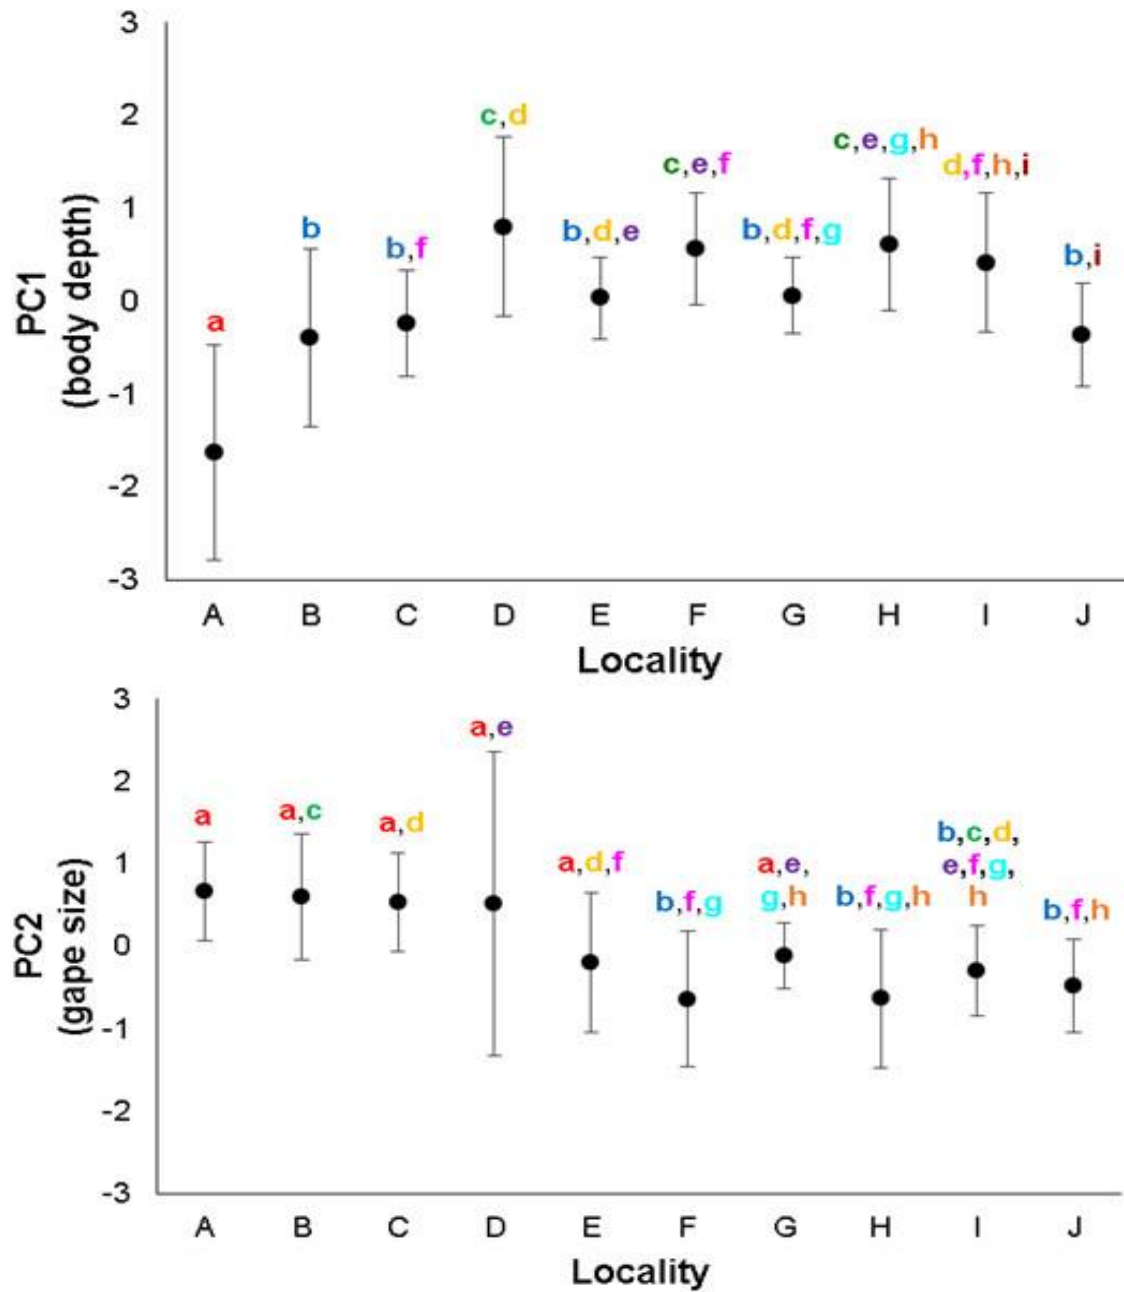 3
2
1
0
-1
-2
-3
PC1
(body depth)
a
b
b,f
c,d
b,d,e
c,e,f
b,d,f,g
c,e,g,h
d,f,h,i
b,i
A B C D E F G H I J
Locality
3
2
1
0
-1
-2
-3
PC2
(gape size)
a
a,c
a,d
a,e
a,d,f
b,f,g
a,e,
g,h
b,f,g,h
b,c,d,
e,f,g,
h
b,f,h
A B C D E F G H I J
Locality